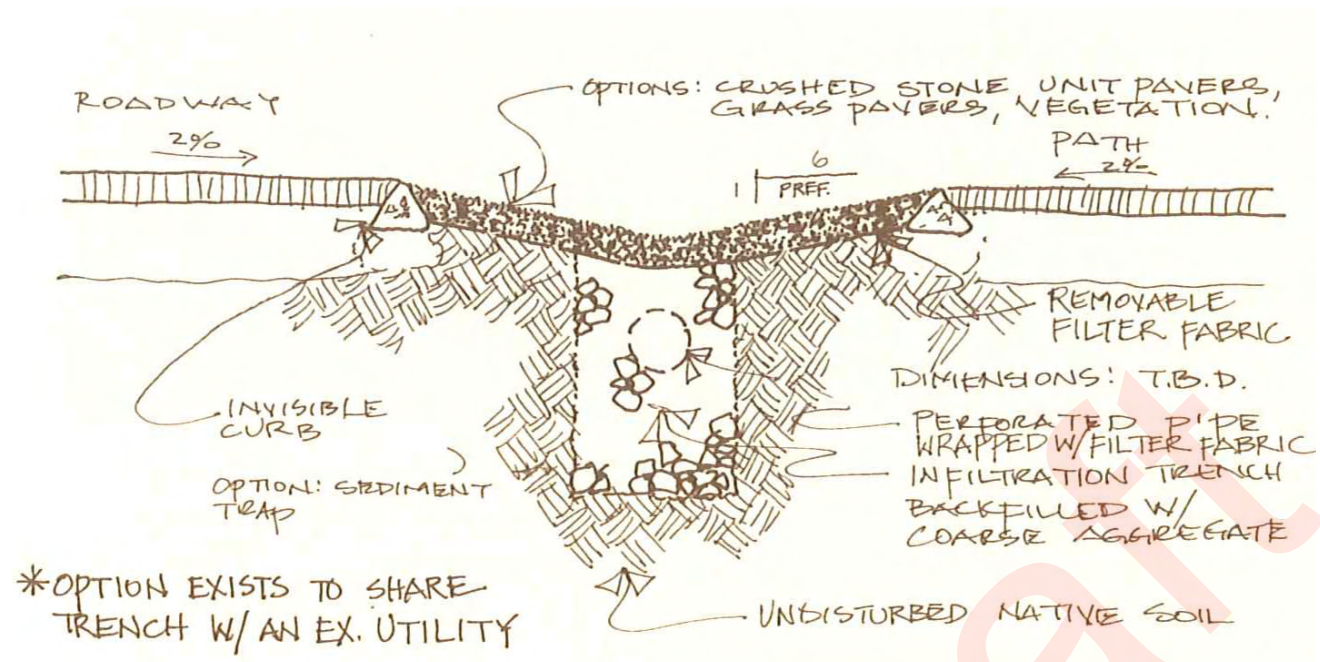 OPTIONS: CRUSHED STONE, UNIT PAVERS,
GRASS PAVERS, VEGETATION.
ROADWAY
2%
PATH
2%
6
1
PREF.
REMOVABLE
FILTER FABRIC
DIMENSIONS: T.B.D.
PERFORATED PIPE
WRAPPED W/FILTER FABRIC
INFILTRATION TRENCH
BACKFILLED W/
COARSE AGGREGATE
INVISIBLE
CURB
OPTION: SEDIMENT
TRAP
*OPTION EXISTS TO SHARE
TRENCH W/ AN EX. UTILITY
UNDISTURBED NATIVE SOIL
aft